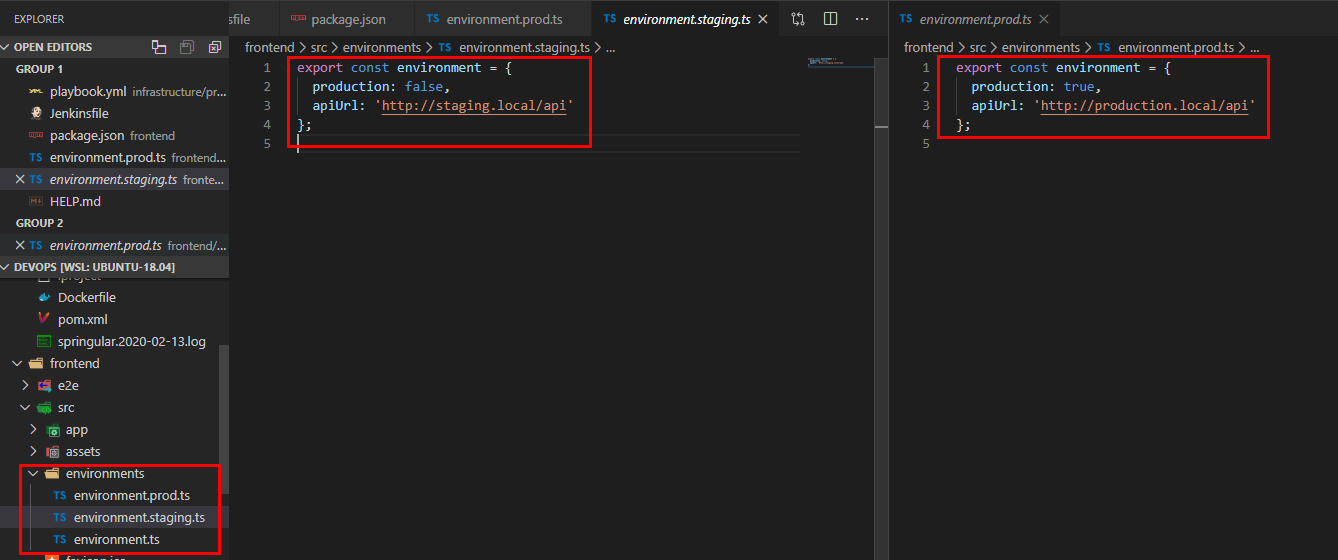 EXPLORER
OPEN EDITORS
GROUP 1
playbook.yml infrastructure/pr...
Jenkinsfile
package.json frontend
TS environment.prod.ts frontend...
TS environment.staging.ts fronte...
HELP.md
GROUP 2
TS environment.prod.ts frontend/...
DEVOPS [WSL: UBUNTU-18.04]
Dockerfile
pom.xml
springular.2020-02-13.log
frontend
e2e
src
app
assets
environments
TS environment.prod.ts
TS environment.staging.ts
TS environment.ts
nsfile
package.json
TS environment.prod.ts
TS environment.staging.ts
frontend > src > environments > TS environment.staging.ts > ...
1 export const environment = {
2 production: false,
3 apiUrl: 'http://staging.local/api'
4 };
5
TS environment.prod.ts
frontend > src > environments > TS environment.prod.ts > ...
1 export const environment = {
2 production: true,
3 apiUrl: 'http://production.local/api'
4 };
5